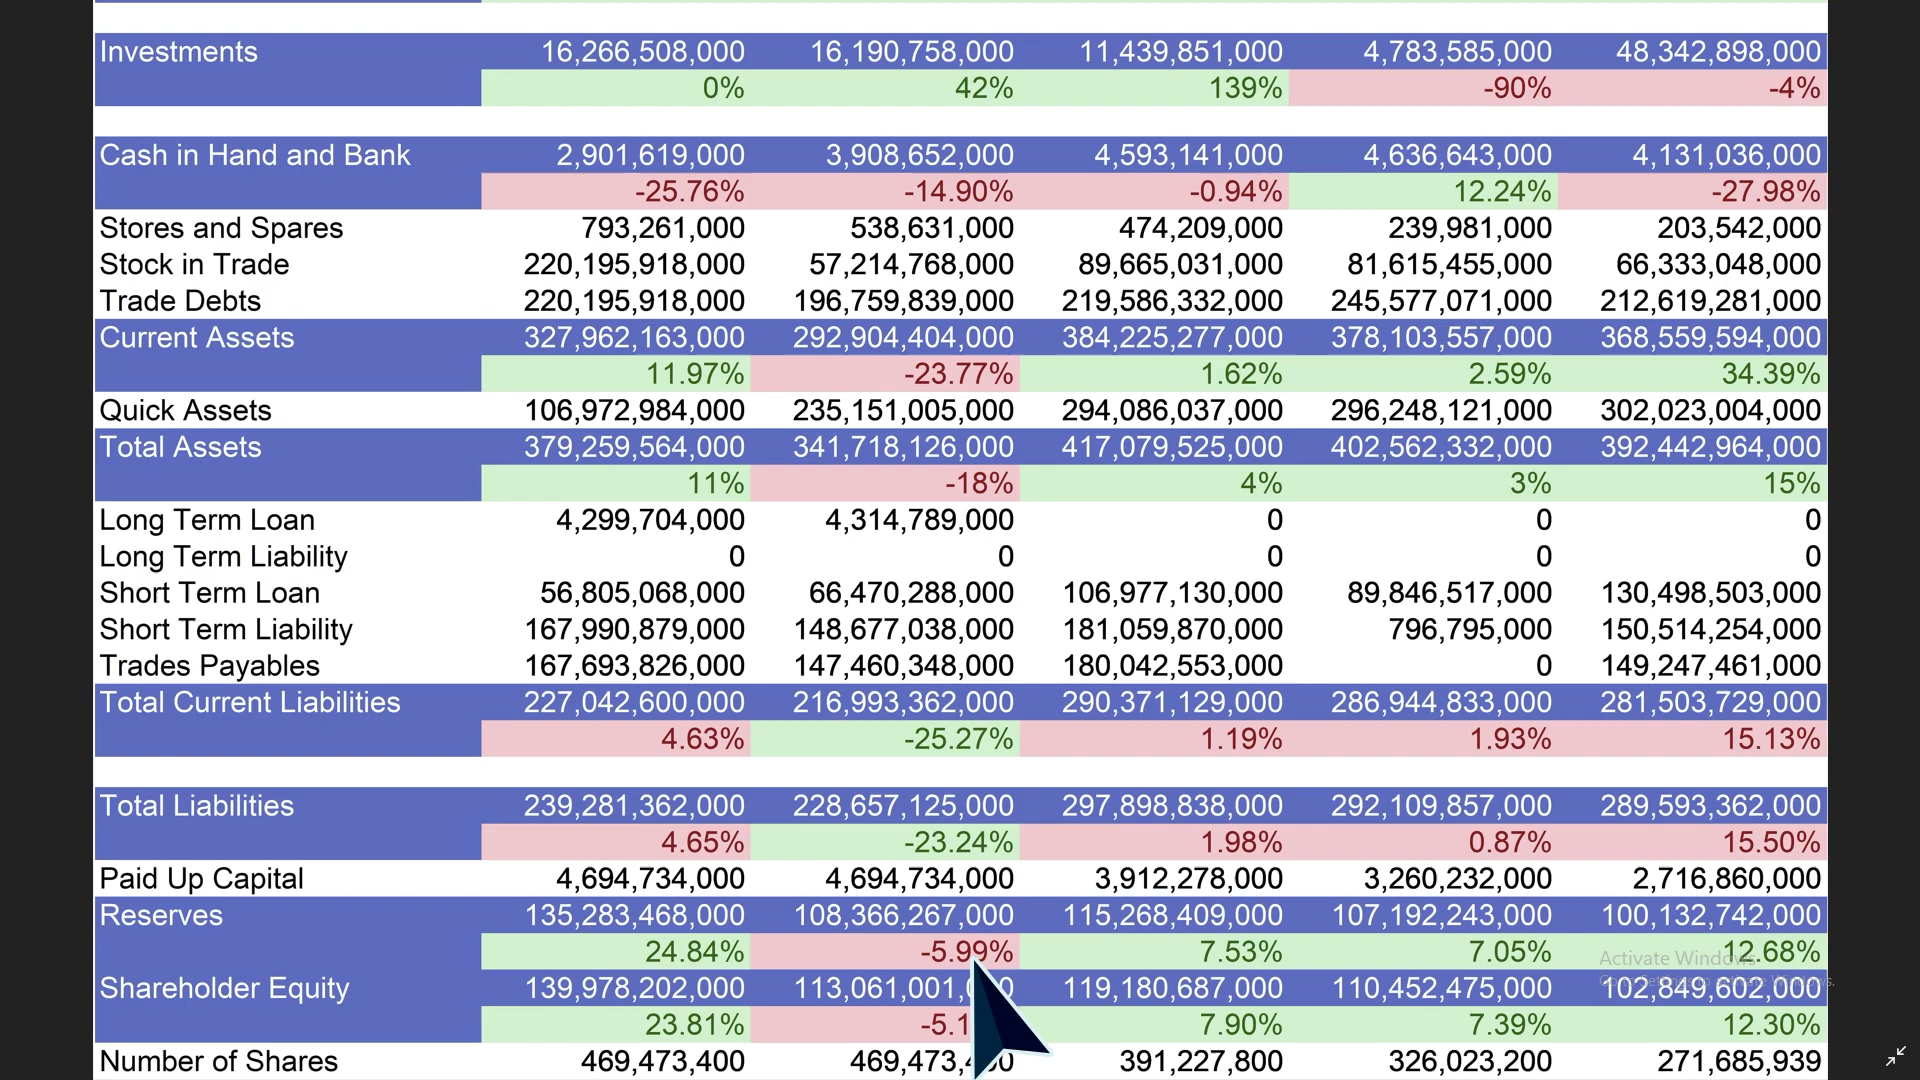 Investments 16,266,508,000 16,190,758,000 11,439,851,000 4,783,585,000 48,342,898,000
0% 42% 139% -90% -4%
Cash in Hand and Bank 2,901,619,000 3,908,652,000 4,593,141,000 4,636,643,000 4,131,036,000
-25.76% -14.90% -0.94% 12.24% -27.98%
Stores and Spares 793,261,000 538,631,000 474,209,000 239,981,000 203,542,000
Stock in Trade 220,195,918,000 57,214,768,000 89,665,031,000 81,615,455,000 66,333,048,000
Trade Debts 220,195,918,000 196,759,839,000 219,586,332,000 245,577,071,000 212,619,281,000
Current Assets 327,962,163,000 292,904,404,000 384,225,277,000 378,103,557,000 368,559,594,000
11.97% -23.77% 1.62% 2.59% 34.39%
Quick Assets 106,972,984,000 235,151,005,000 294,086,037,000 296,248,121,000 302,023,004,000
Total Assets 379,259,564,000 341,718,126,000 417,079,525,000 402,562,332,000 392,442,964,000
11% -18% 4% 3% 15%
Long Term Loan 4,299,704,000 4,314,789,000 0 0 0
Long Term Liability 0 0 0 0 0
Short Term Loan 56,805,068,000 66,470,288,000 106,977,130,000 89,846,517,000 130,498,503,000
Short Term Liability 167,990,879,000 148,677,038,000 181,059,870,000 796,795,000 150,514,254,000
Trades Payables 167,693,826,000 147,460,348,000 180,042,553,000 0 149,247,461,000
Total Current Liabilities 227,042,600,000 216,993,362,000 290,371,129,000 286,944,833,000 281,503,729,000
4.63% -25.27% 1.19% 1.93% 15.13%
Total Liabilities 239,281,362,000 228,657,125,000 297,898,838,000 292,109,857,000 289,593,362,000
4.65% -23.24% 1.98% 0.87% 15.50%
Paid Up Capital 4,694,734,000 4,694,734,000 3,912,278,000 3,260,232,000 2,716,860,000
Reserves 135,283,468,000 108,366,267,000 115,268,409,000 107,192,243,000 100,132,742,000
24.84% -5.99% 7.53% 7.05% 12.68%
Activate Windows
Shareholder Equity 139,978,202,000 119,180,687,000 110,452,475,000 102,849,602,000
Go to Settings to activate Windows.
23.81% 7.90% 7.39% 12.30%
Number of Shares 469,473,400 391,227,800 326,023,200 271,685,939